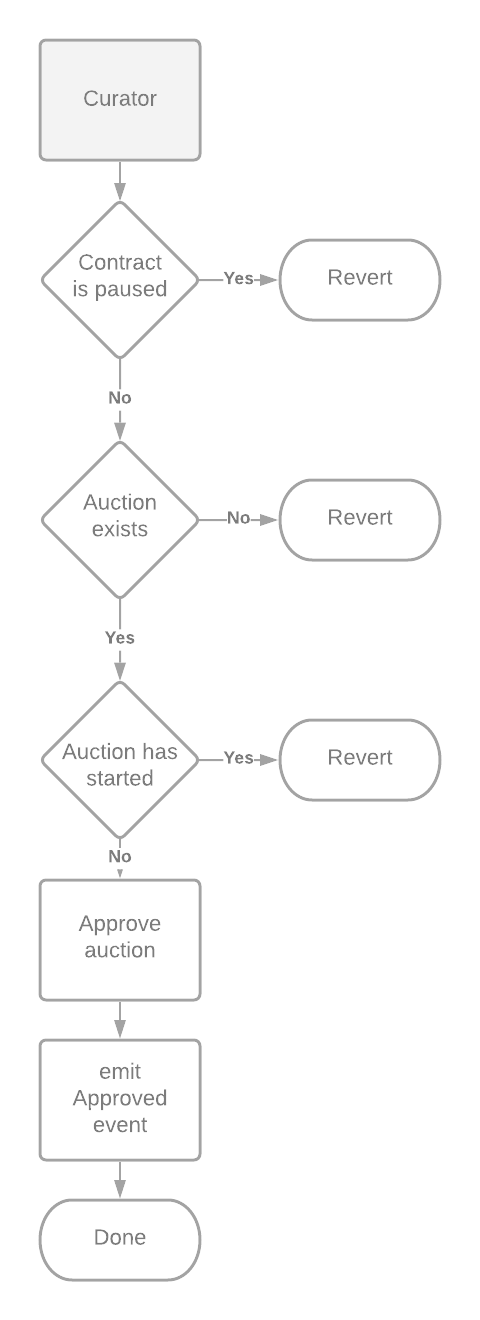 Curator
Contract
is paused
Yes
Revert
No
Auction
exists
No
Revert
Yes
Auction has
started
Yes
Revert
No
Approve
auction
emit
Approved
event
Done